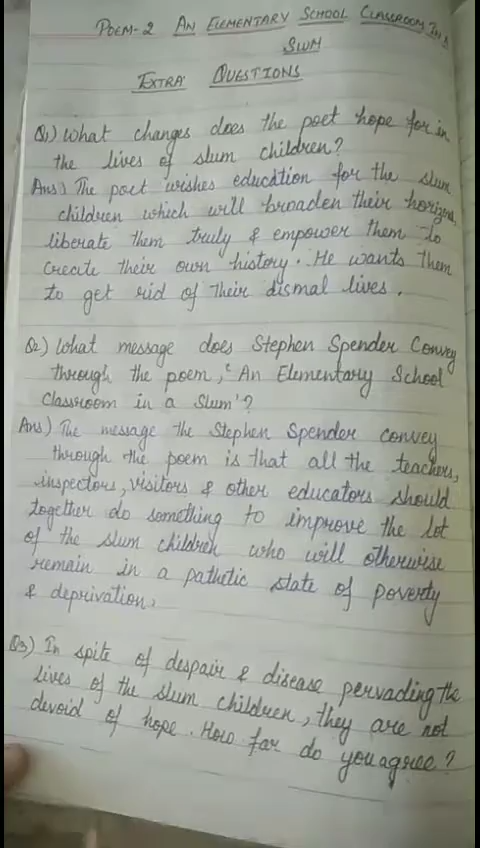 POEM-2 AN ELEMENTARY SCHOOL CLASSROOM IN A
SLUM
EXTRA QUESTIONS
Q1) What changes does the poet hope for in
the lives of slum children?
Ans) The poet wishes education for the slum
children which will broaden their horizons,
liberate them truly & empower them to
create their own history. He wants them
to get rid of their dismal lives.
Q2) What message does Stephen Spender Convey
through the poem, 'An Elementary School
Classroom in a Slum'?
Ans) The message the Stephen Spender convey
through the poem is that all the teachers,
inspectors, visitors & other educators should
together do something to improve the lot
of the slum children who will otherwise
remain in a pathetic state of poverty
& deprivation.
Q3) In spite of despair & disease pervading the
lives of the slum children, they are not
devoid of hope. How far do you agree?